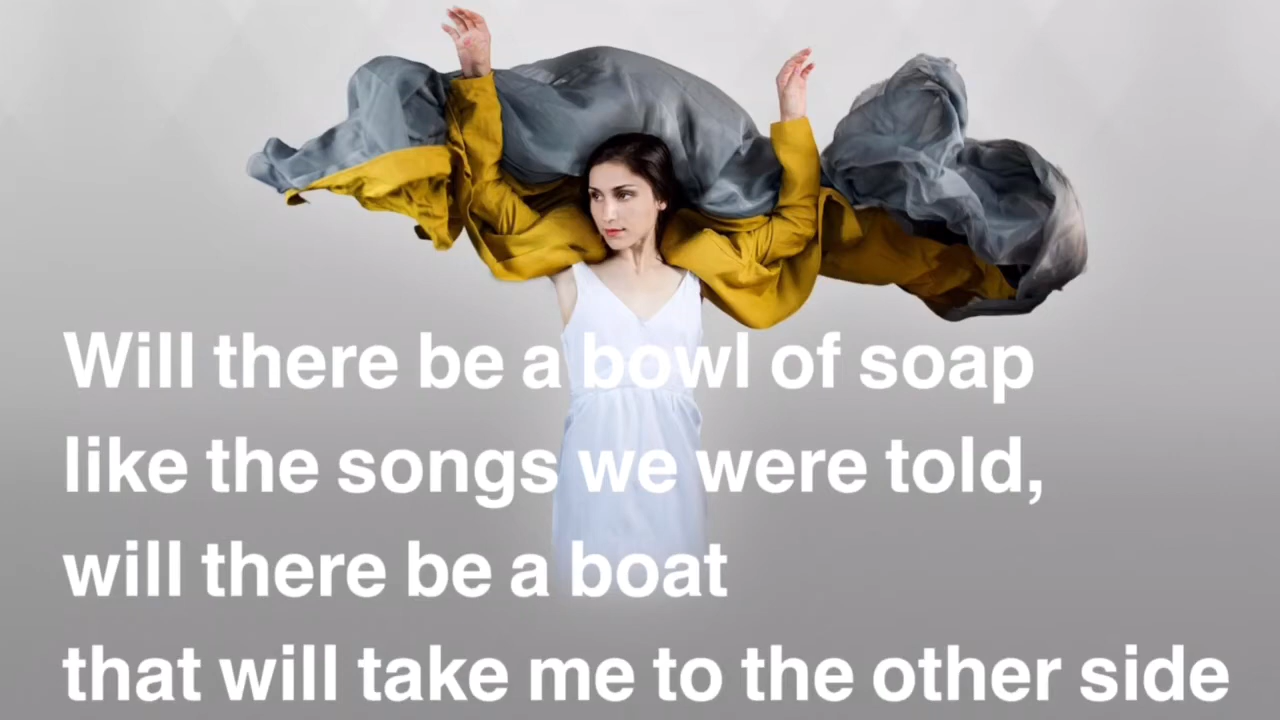 Will there be a bowl of soap
like the songs we were told,
will there be a boat
that will take me to the other side